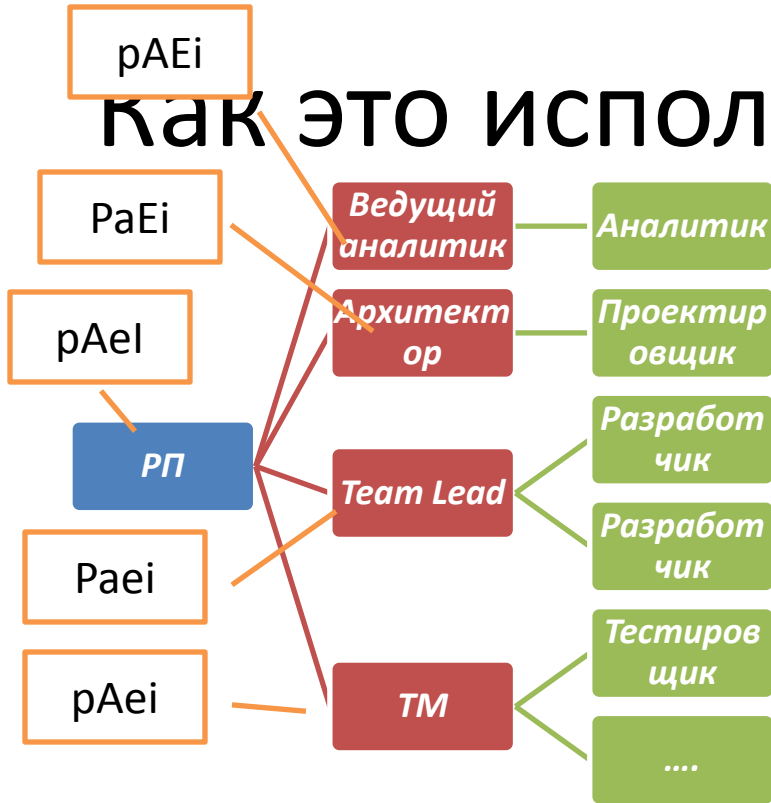 pAEi
Как это испол
PaEi
pAeI
Paei
pAei
РП
Ведущий
аналитик
Архитект
ор
Team Lead
ТМ
Аналитик
Проектир
овщик
Разработ
чик
Разработ
чик
Тестиров
щик
....